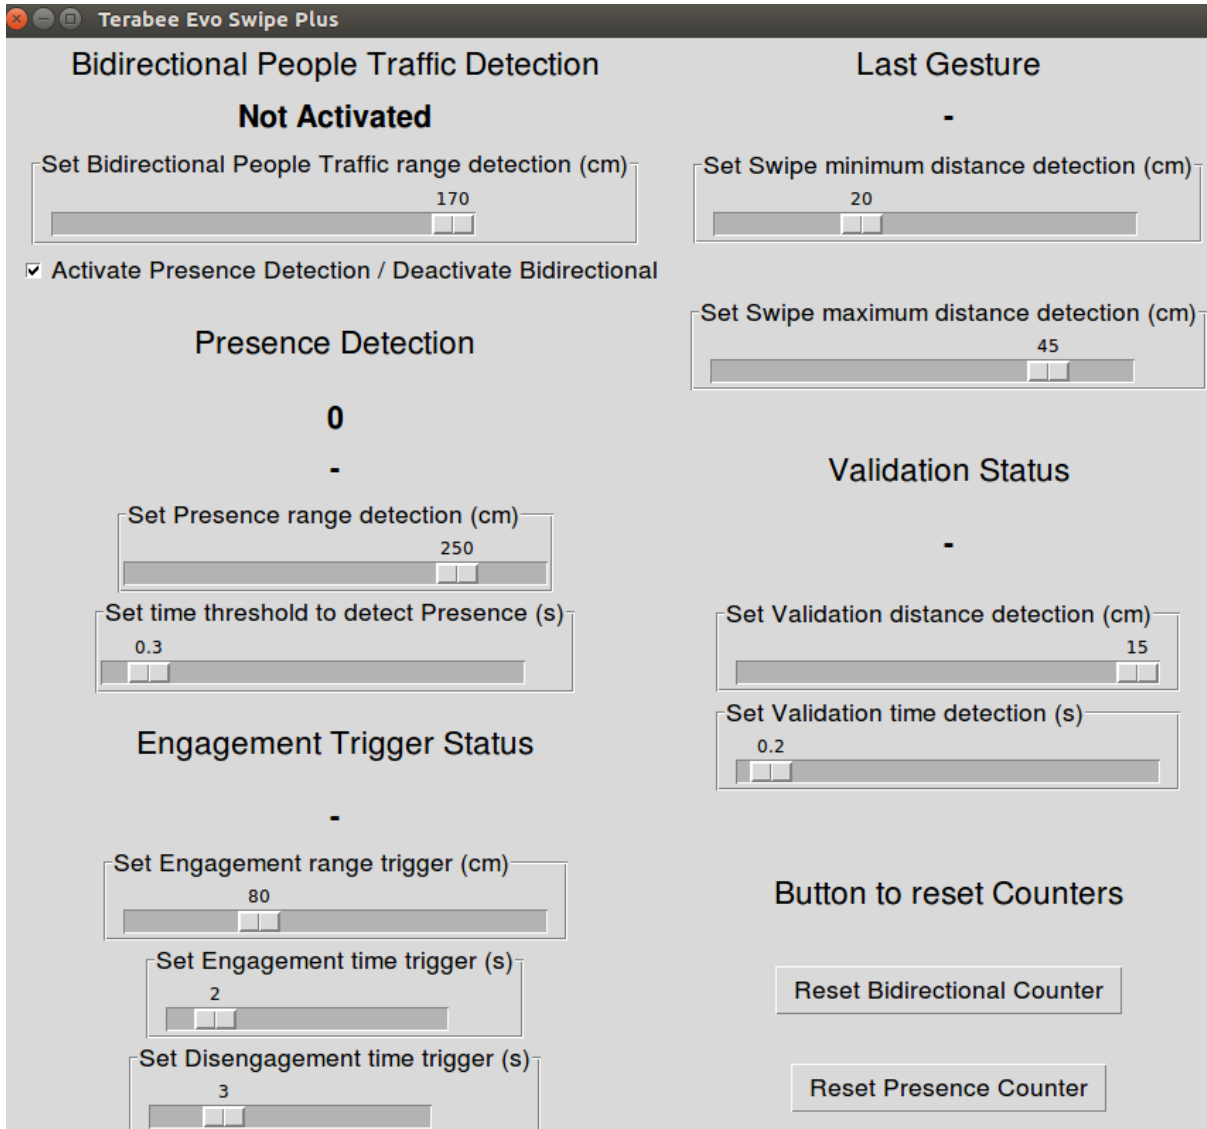 Terabee Evo Swipe Plus
Bidirectional People Traffic Detection
Not Activated
Set Bidirectional People Traffic range detection (cm)
170
Activate Presence Detection / Deactivate Bidirectional
Presence Detection
0
-
Set Presence range detection (cm)
250
Set time threshold to detect Presence (s)
0.3
Engagement Trigger Status
-
Set Engagement range trigger (cm)
80
Set Engagement time trigger (s)
2
Set Disengagement time trigger (s)
3
Last Gesture
-
Set Swipe minimum distance detection (cm)
20
Set Swipe maximum distance detection (cm)
45
Validation Status
-
Set Validation distance detection (cm)
15
Set Validation time detection (s)
0.2
Button to reset Counters
Reset Bidirectional Counter
Reset Presence Counter